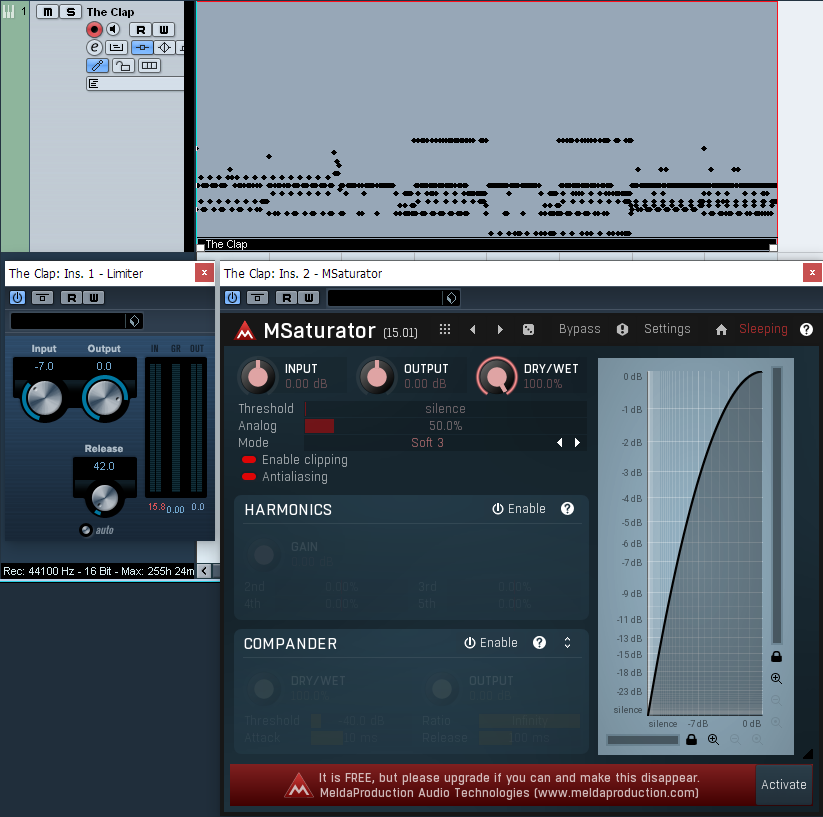 1 M S The Clap
R W
e
The Clap
The Clap: Ins. 1 - Limiter x
R W
Input Output
-7.0 0.0
IN GR OUT
Release
42.0
15.8 0.00 0.0
auto
Rec: 44100 Hz - 16 Bit - Max: 255h 24m
The Clap: Ins. 2 - MSaturator x
R W
MSaturator (15.01) Bypass Settings Sleeping ?
INPUT
0.00 dB
OUTPUT
0.00 dB
DRY/WET
100.0%
Threshold silence
Analog 50.0%
Mode Soft 3
Enable clipping
Antialiasing
HARMONICS Enable ?
GAIN
2nd 0.00% 3rd 0.00%
4th 0.00% 5th 0.00%
COMPANDER Enable ?
DRY/WET
OUTPUT
Threshold Ratio Infinity
Attack Release
0 dB
-1 dB
-2 dB
-3 dB
-4 dB
-5 dB
-6 dB
-7 dB
-9 dB
-11 dB
-13 dB
-15 dB
-18 dB
-23 dB
silence
silence -7dB 0 dB
It is FREE, but please upgrade if you can and make this disappear.
MeldaProduction Audio Technologies (www.meldaproduction.com)
Activate